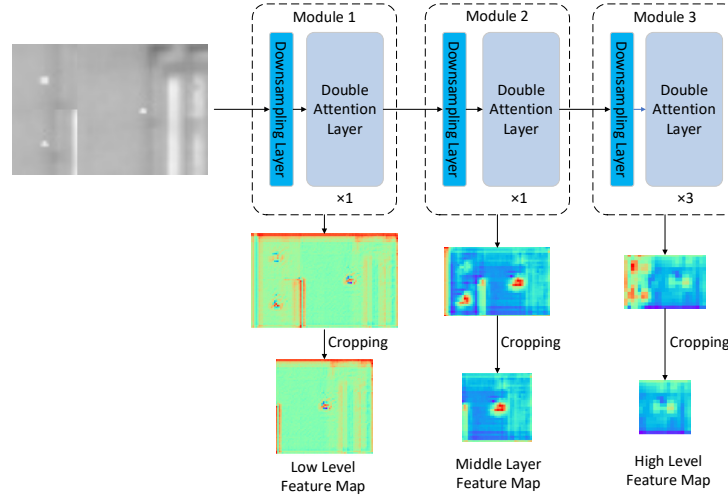 Module 1
Module 2
Module 3
Downsampling Layer
Double
Attention
Layer
Downsampling Layer
Double
Attention
Layer
Downsampling Layer
Double
Attention
Layer
×1
×1
×3
Cropping
Cropping
Cropping
Low Level
Feature Map
Middle Layer
Feature Map
High Level
Feature Map